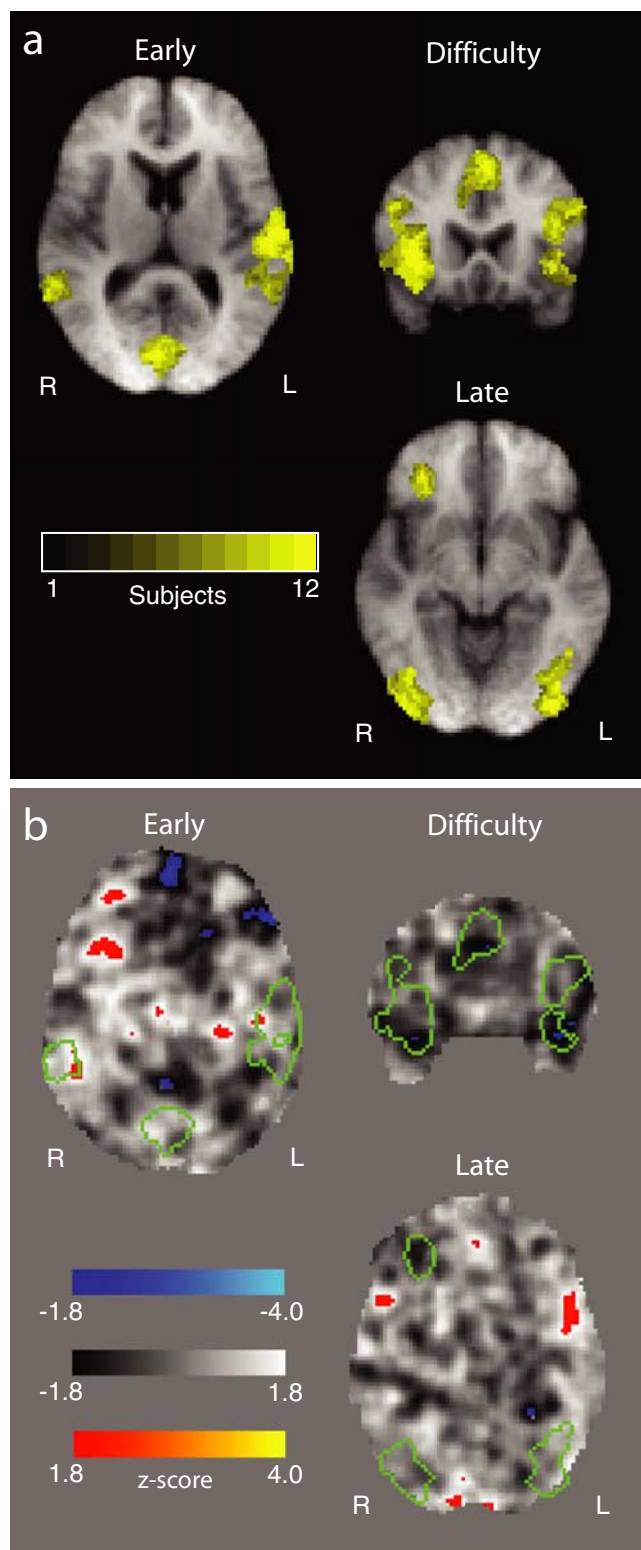 a
Early
Difficulty
R
L
Late
1
Subjects
12
R
L
b
Early
Difficulty
R
L
Late
-1.8
-4.0
-1.8
1.8
1.8
z-score
4.0
R
L